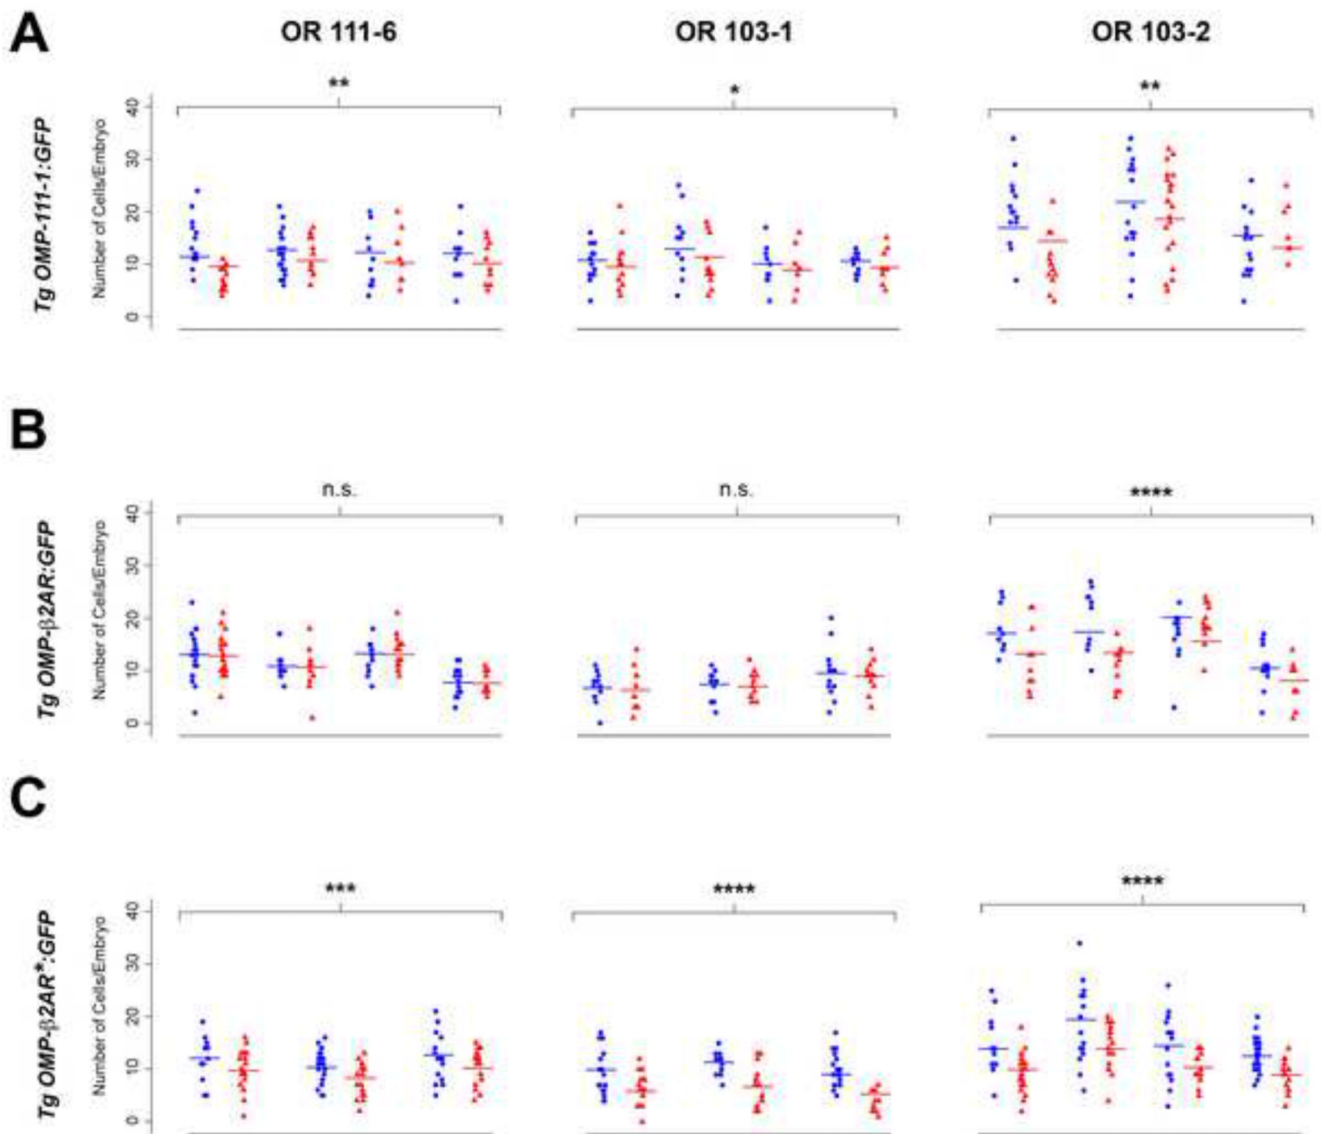 A
OR 111-6
OR 103-1
OR 103-2
Tg OMP-111-1:GFP
Number of Cells/Embryo
40
30
20
10
0
**
*
**
B
Tg OMP-β2AR:GFP
Number of Cells/Embryo
40
30
20
10
0
n.s.
n.s.
****
C
Tg OMP-β2AR*:GFP
Number of Cells/Embryo
40
30
20
10
0
***
****
****